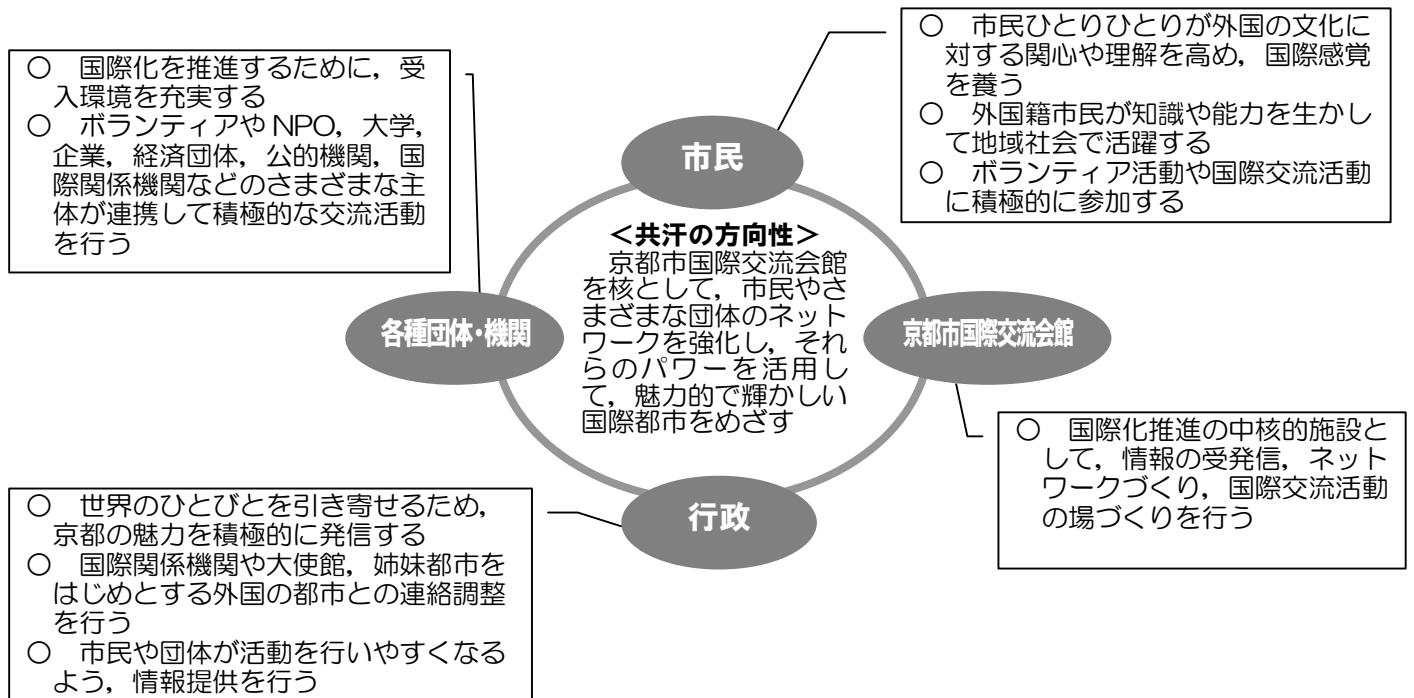 ○　国際化を推進するために，受
入環境を充実する
○　ボランティアや NPO，大学，
企業，経済団体，公的機関，国
際関係機関などのさまざまな主
体が連携して積極的な交流活動
を行う
○　市民ひとりひとりが外国の文化に
対する関心や理解を高め，国際感覚
を養う
○　外国籍市民が知識や能力を生かし
て地域社会で活躍する
○　ボランティア活動や国際交流活動
に積極的に参加する
市民
＜共汗の方向性＞
京都市国際交流会館
を核として，市民やさ
まざまな団体のネット
ワークを強化し，それ
らのパワーを活用し
て，魅力的で輝かしい
国際都市をめざす
各種団体・機関
京都市国際交流会館
行政
○　国際化推進の中核的施設と
して，情報の受発信，ネット
ワークづくり，国際交流活動
の場づくりを行う
○　世界のひとびとを引き寄せるため，
京都の魅力を積極的に発信する
○　国際関係機関や大使館，姉妹都市を
はじめとする外国の都市との連絡調整
を行う
○　市民や団体が活動を行いやすくなる
よう，情報提供を行う